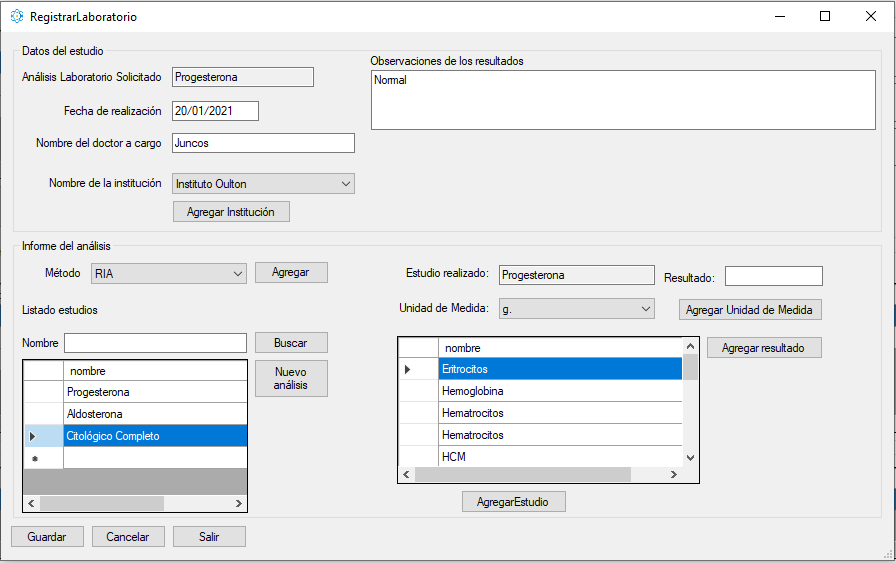 RegistrarLaboratorio
Datos del estudio
Análisis Laboratorio Solicitado Progesterona
Fecha de realización 20/01/2021
Nombre del doctor a cargo Juncos
Nombre de la institución Instituto Oulton
Agregar Institución
Observaciones de los resultados
Normal
Informe del análisis
Método RIA Agregar
Listado estudios
Nombre Buscar
nombre
Progesterona
Aldosterona
Citológico Completo
Nuevo
análisis
Estudio realizado: Progesterona Resultado:
Unidad de Medida: g. Agregar Unidad de Medida
nombre
Eritrocitos
Hemoglobina
Hematrocitos
Hematrocitos
HCM
Agregar resultado
AgregarEstudio
Guardar Cancelar Salir